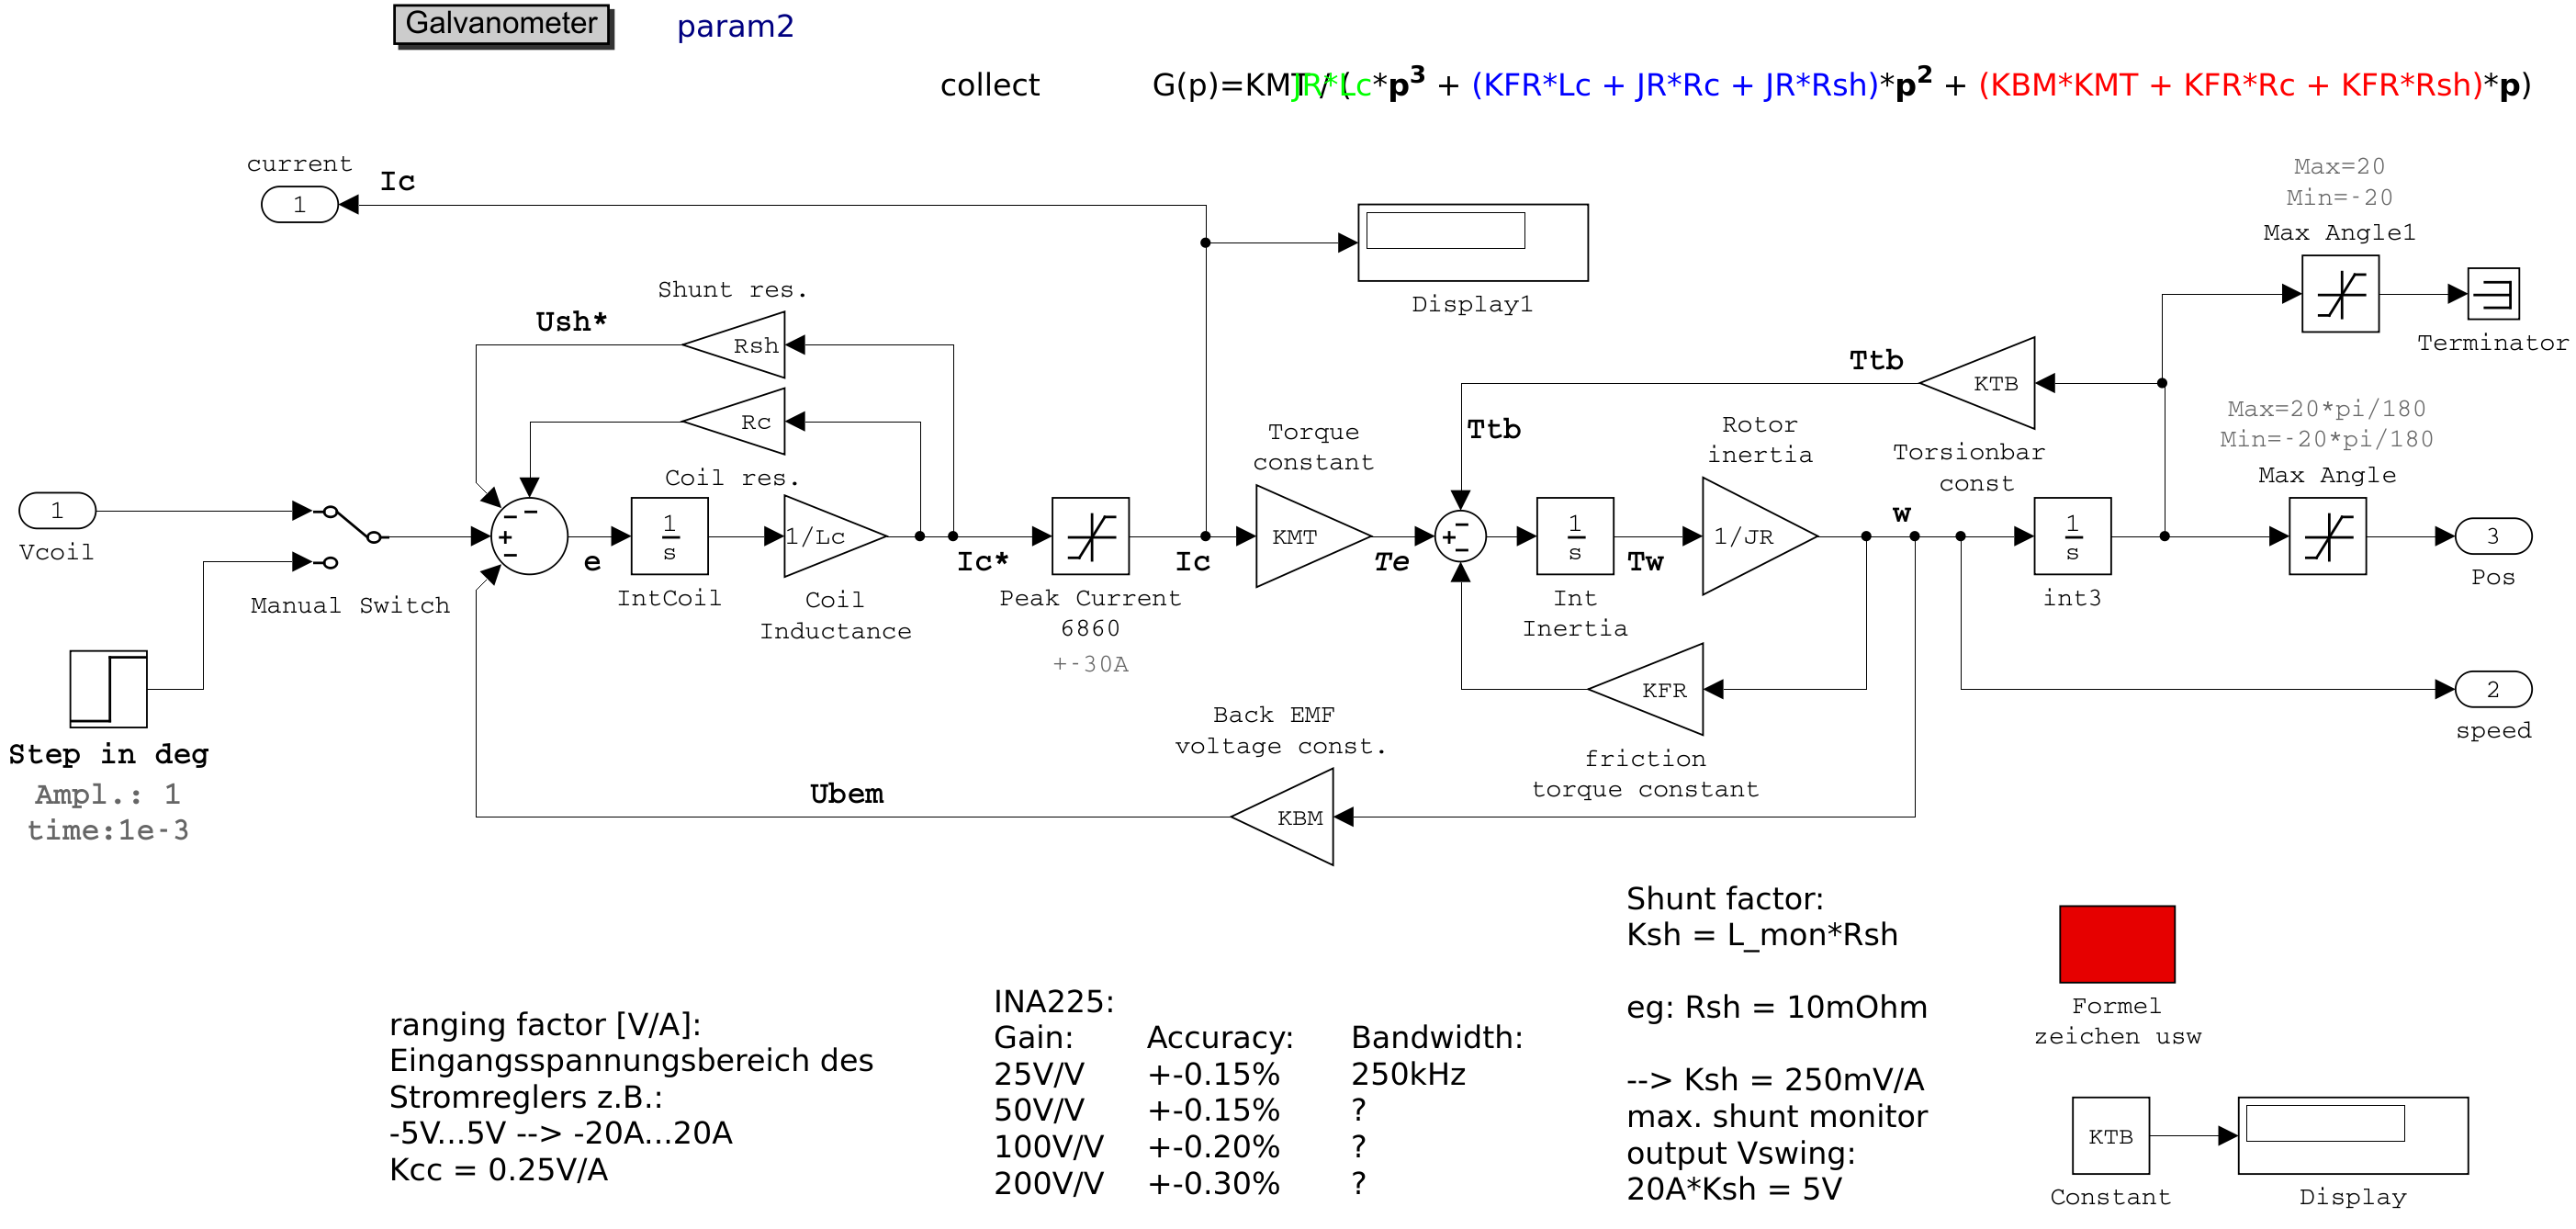 Galvanometer
param2
collect
G(p)=KMT / (JR*Lc*p³ + (KFR*Lc + JR*Rc + JR*Rsh)*p² + (KBM*KMT + KFR*Rc + KFR*Rsh)*p)
current
Ic
1
Display1
Max=20
Min=-20
Max Angle1
Terminator
Shunt res.
Ush*
Rsh
Rc
Coil res.
Ttb
KTB
Ttb
Max=20*pi/180
Min=-20*pi/180
Max Angle
Torque
constant
Rotor
inertia
Torsionbar
const
1
Vcoil
Manual Switch
+
e
1
s
IntCoil
1/Lc
Coil
Inductance
Ic*
Peak Current
6860
+-30A
Ic
KMT
Te
+
1
s
Int
Inertia
Tw
1/JR
w
1
s
int3
3
Pos
KFR
friction
torque constant
2
speed
Step in deg
Ampl.: 1
time:1e-3
Back EMF
voltage const.
Ubem
KBM
ranging factor [V/A]:
Eingangsspannungsbereich des
Stromreglers z.B.:
-5V...5V --> -20A...20A
Kcc = 0.25V/A
INA225:
Gain: Accuracy: Bandwidth:
25V/V +-0.15% 250kHz
50V/V +-0.15% ?
100V/V +-0.20% ?
200V/V +-0.30% ?
Shunt factor:
Ksh = L_mon*Rsh
eg: Rsh = 10mOhm
--> Ksh = 250mV/A
max. shunt monitor
output Vswing:
20A*Ksh = 5V
Formel
zeichen usw
KTB
Constant
Display